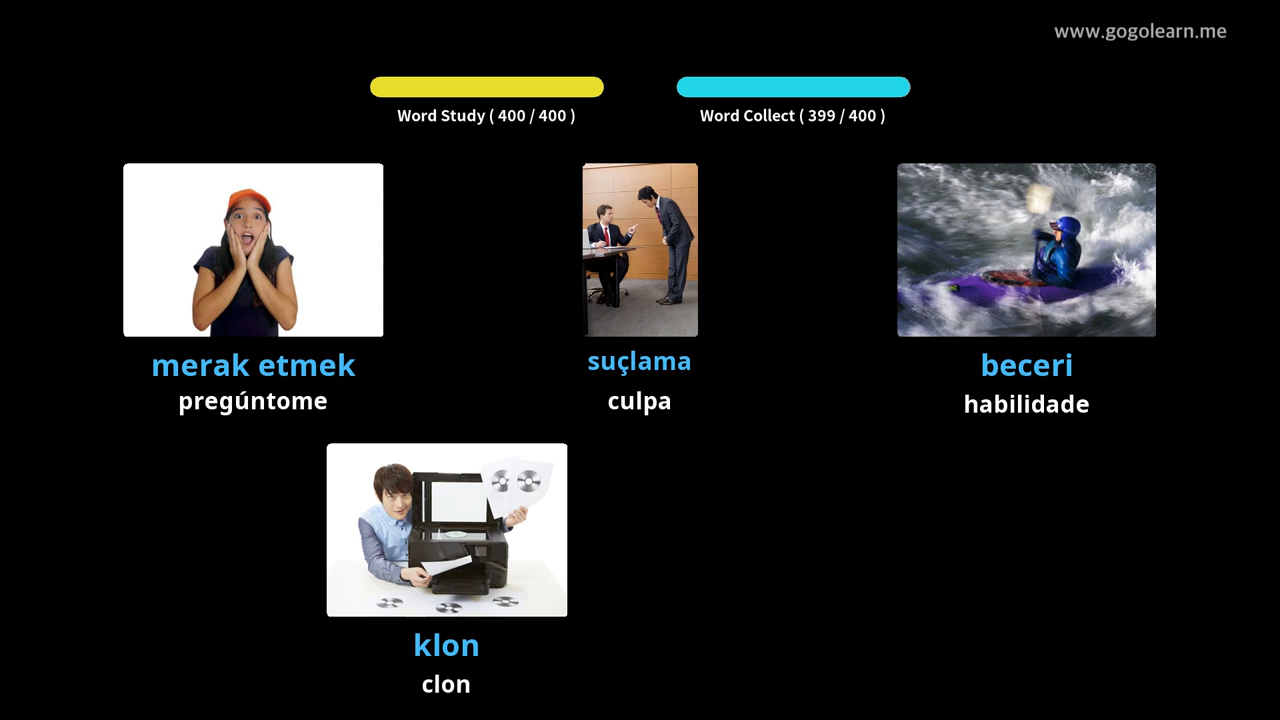 www.gogolearn.me
Word Study ( 400 / 400 )
Word Collect ( 399 / 400 )
merak etmek
pregúntome
suçlama
culpa
beceri
habilidade
klon
clon